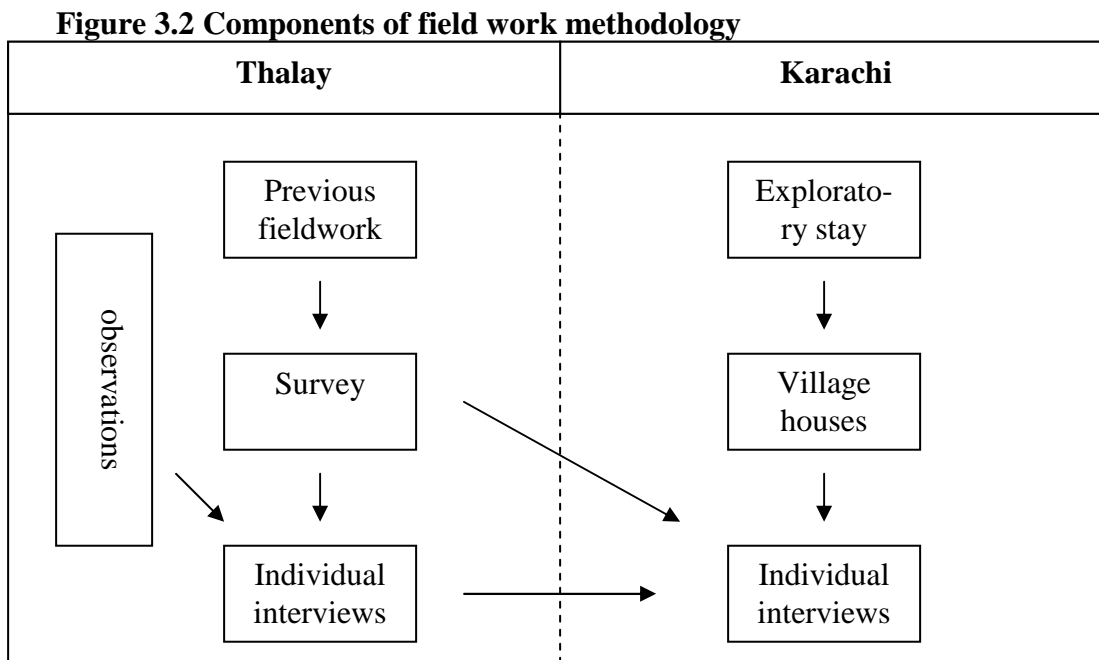 Figure 3.2 Components of field work methodology
Thalay
Karachi
Previous
fieldwork
Explorato-
ry stay
observations
Survey
Village
houses
Individual
interviews
Individual
interviews